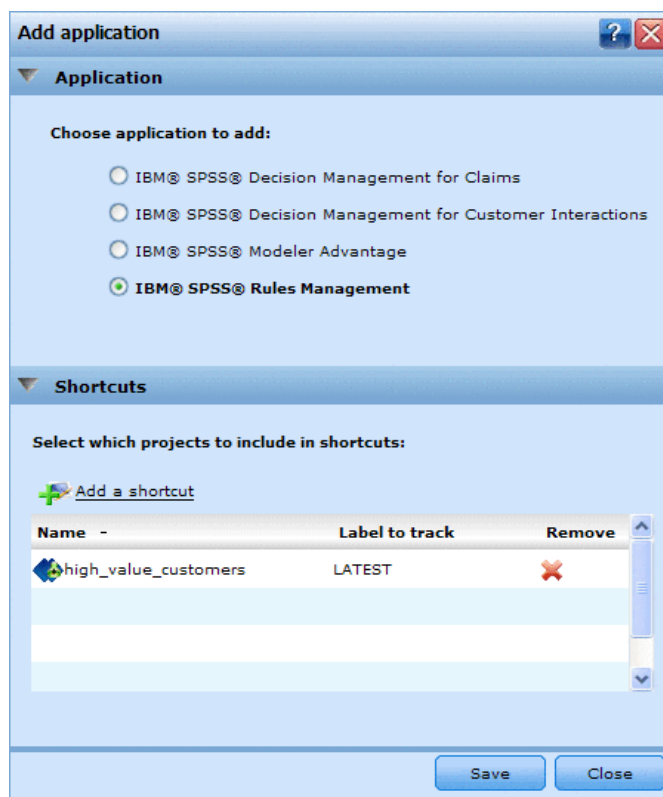 Add application
?
Application
Choose application to add:
IBM® SPSS® Decision Management for Claims
IBM® SPSS® Decision Management for Customer Interactions
IBM® SPSS® Modeler Advantage
IBM® SPSS® Rules Management
Shortcuts
Select which projects to include in shortcuts:
Add a shortcut
Name - Label to track Remove
high_value_customers LATEST
Save Close